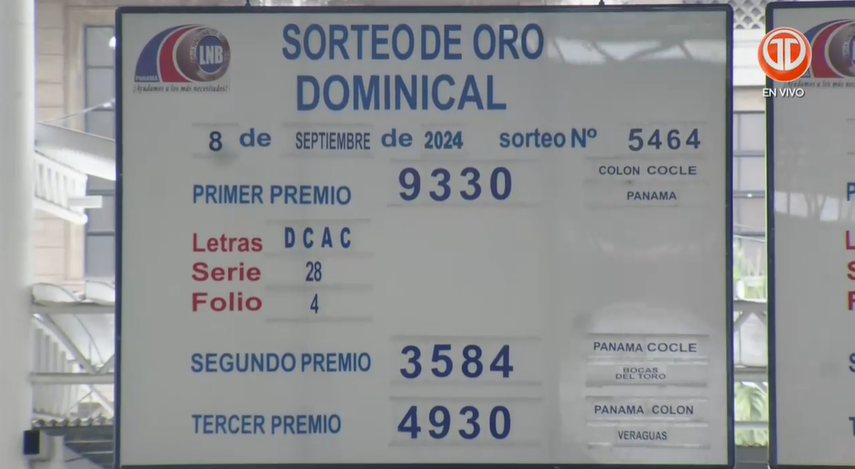 LNB
PANAMA
¡Ayudamos a los más necesitados!
SORTEO DE ORO
DOMINICAL
8 de SEPTIEMBRE de 2024 sorteo Nº 5464
PRIMER PREMIO 9330 COLON COCLE
PANAMA
Letras DCAC
Serie 28
Folio 4
SEGUNDO PREMIO 3584 PANAMA COCLE
BOCAS
DEL TORO
TERCER PREMIO 4930 PANAMA COLON
VERAGUAS
EN VIVO